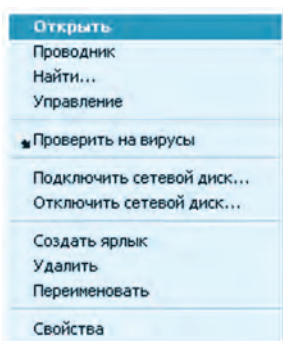 Открыть
Проводник
Найти...
Управление
Проверить на вирусы
Подключить сетевой диск...
Отключить сетевой диск...
Создать ярлык
Удалить
Переименовать
Свойства